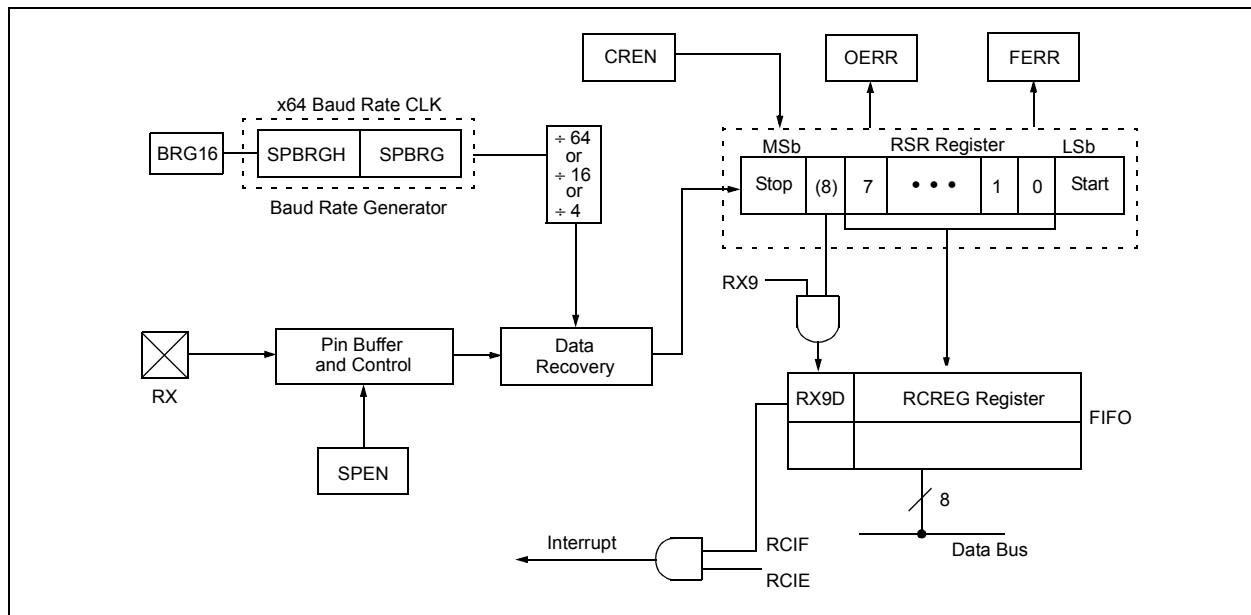 CREN
OERR
FERR
x64 Baud Rate CLK
BRG16
SPBRGH
SPBRG
Baud Rate Generator
÷ 64
or
÷ 16
or
÷ 4
MSb
RSR Register
LSb
Stop
(8)
7
• • •
1
0
Start
RX9
RX
Pin Buffer
and Control
Data
Recovery
SPEN
RX9D
RCREG Register
FIFO
8
Data Bus
Interrupt
RCIF
RCIE